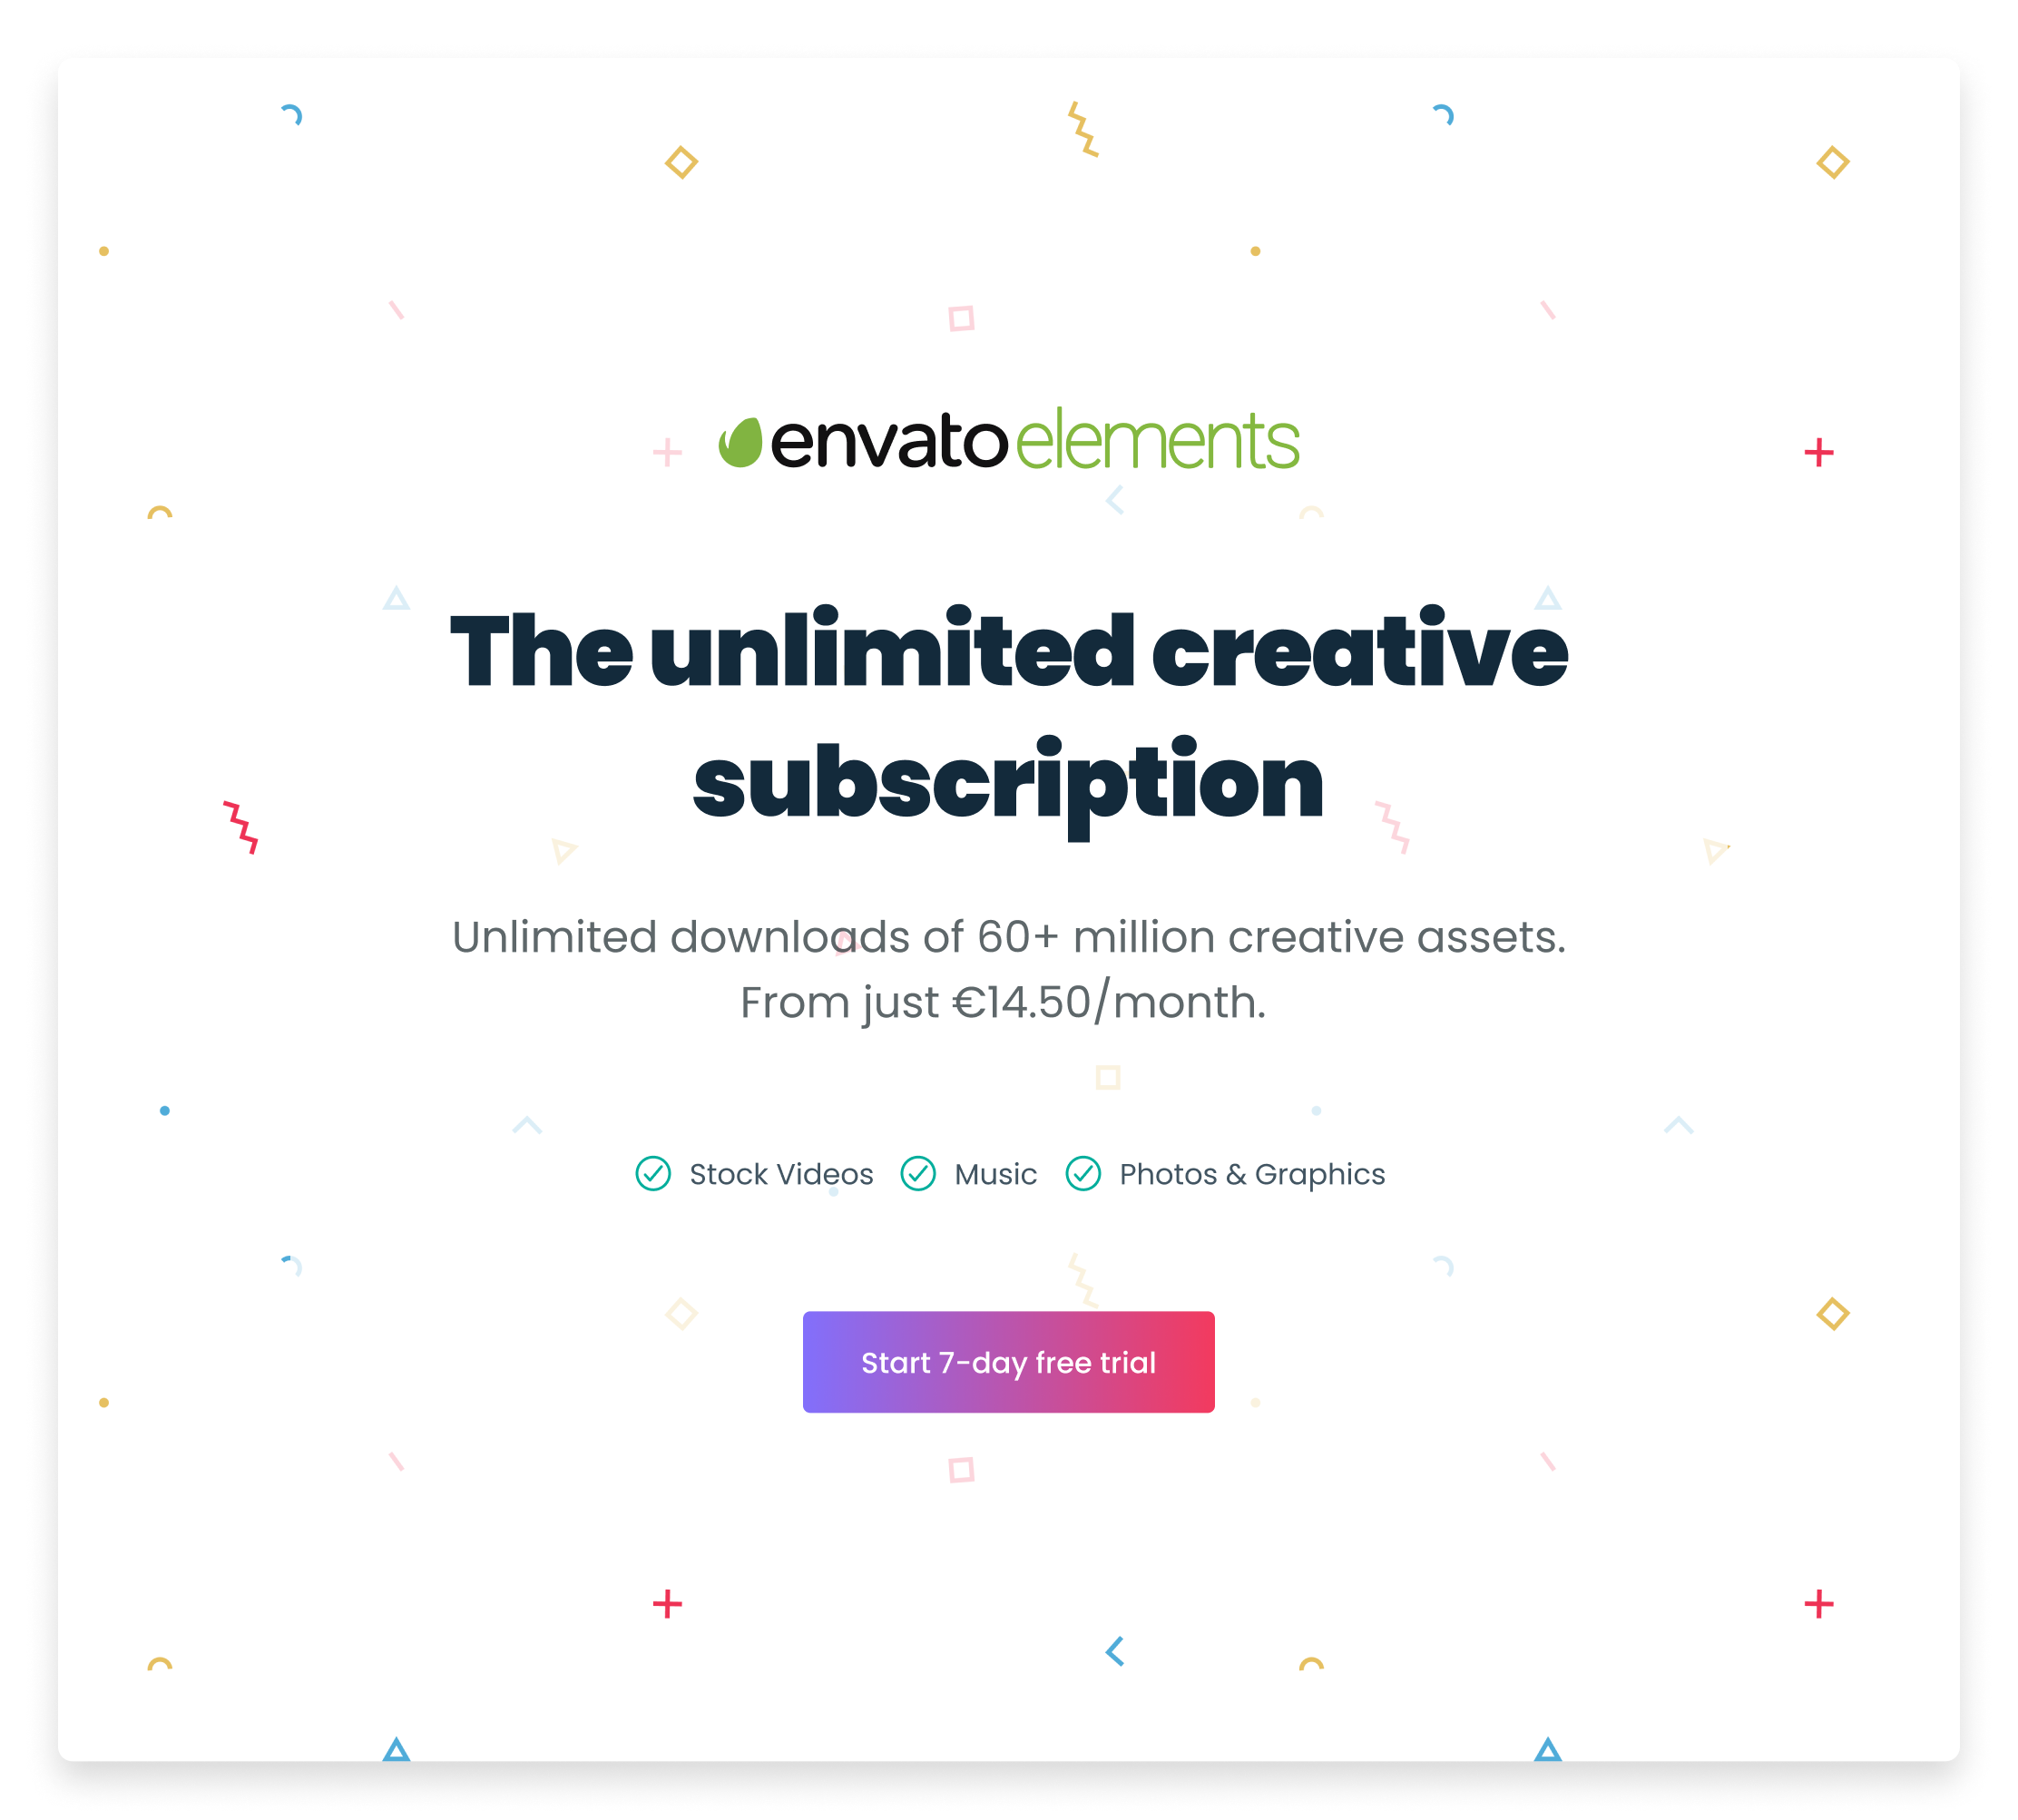 envato elements
The unlimited creative
subscription
Unlimited downloads of 60+ million creative assets.
From just €14.50/month.
Stock Videos Music Photos & Graphics
Start 7-day free trial